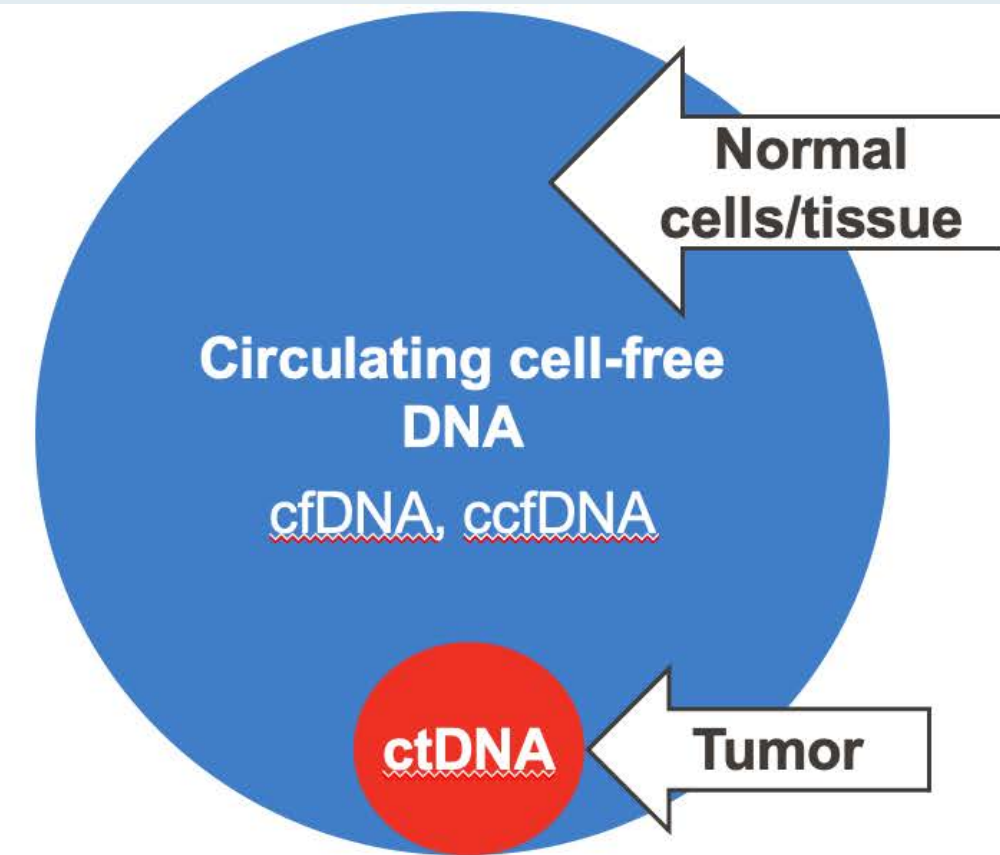 Normal
cells/tissue
Circulating cell-free
DNA
cfDNA, ccfDNA
ctDNA
Tumor